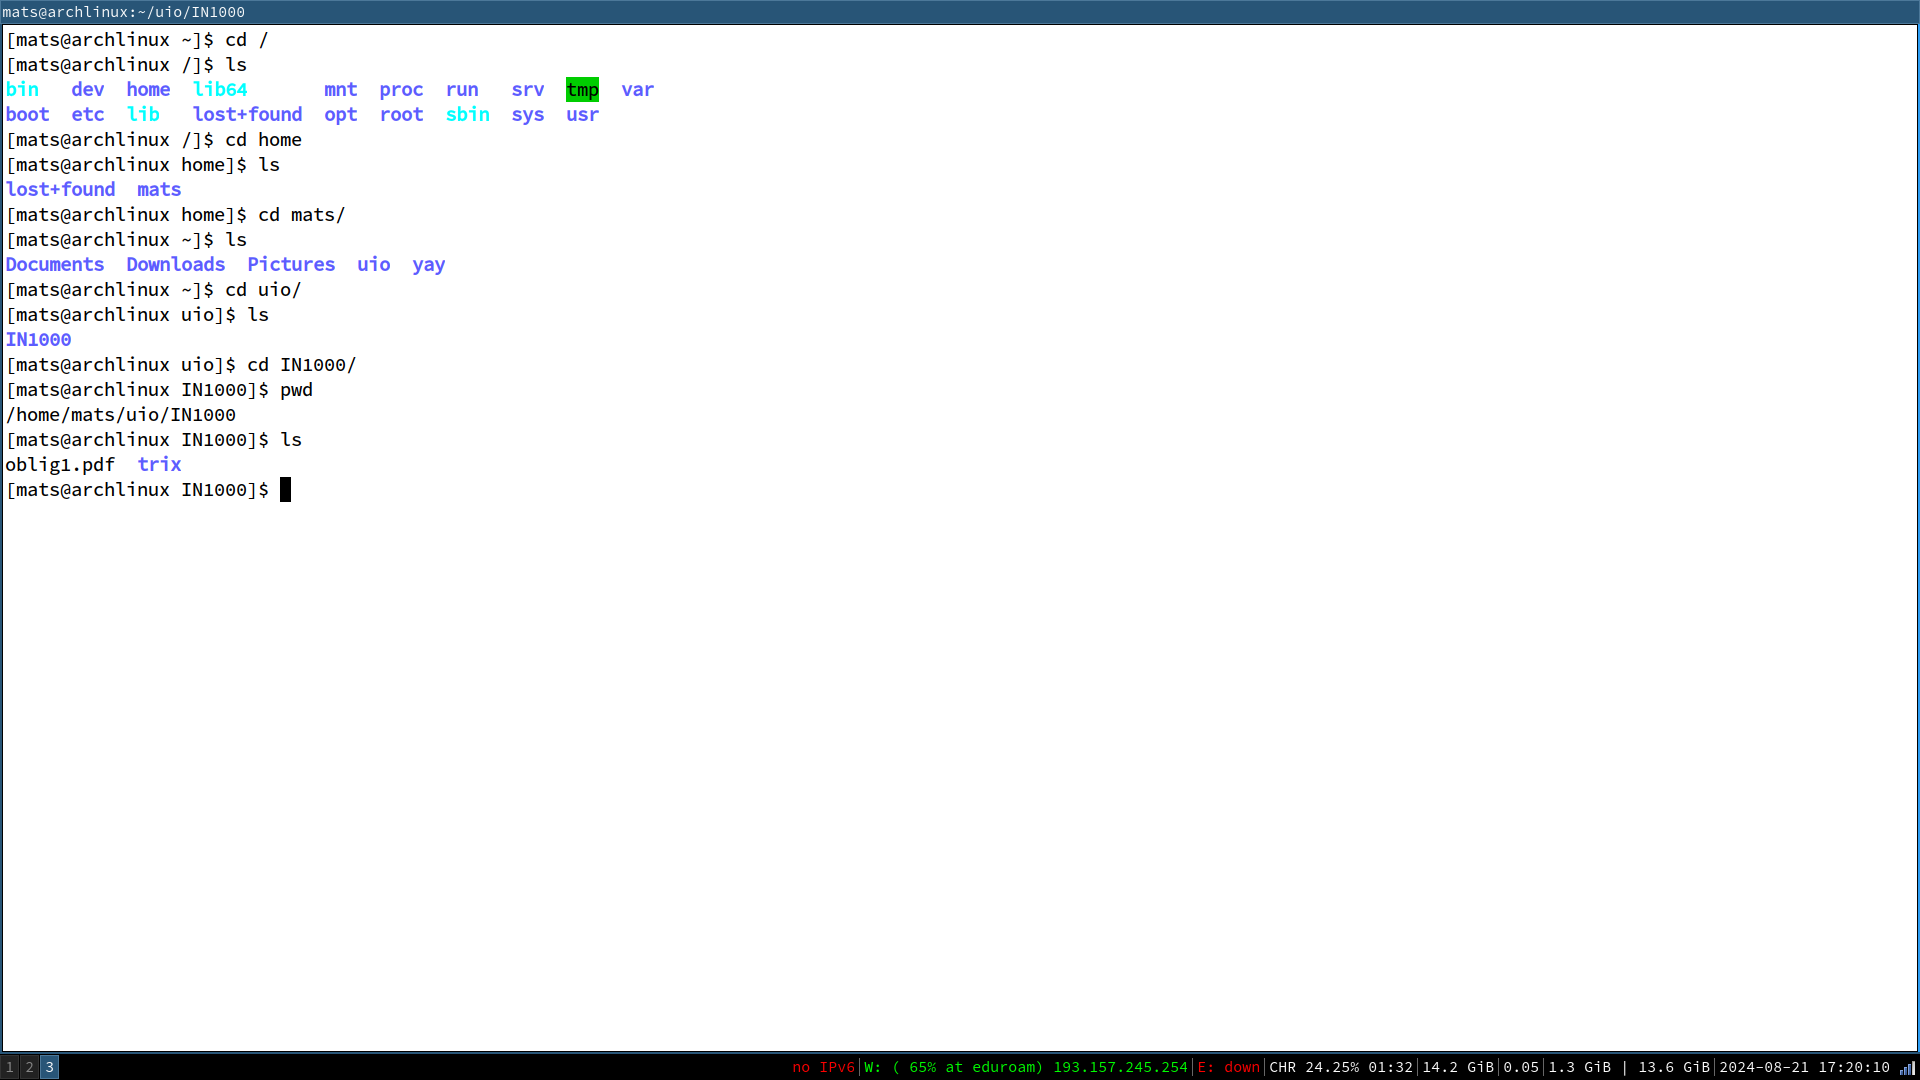 mats@archlinux:~/uio/IN1000
[mats@archlinux ~]$ cd /
[mats@archlinux /]$ ls
bin   dev  home  lib64       mnt  proc  run   srv  tmp  var
boot  etc  lib   lost+found  opt  root  sbin  sys  usr
[mats@archlinux /]$ cd home
[mats@archlinux home]$ ls
lost+found  mats
[mats@archlinux home]$ cd mats/
[mats@archlinux ~]$ ls
Documents  Downloads  Pictures  uio  yay
[mats@archlinux ~]$ cd uio/
[mats@archlinux uio]$ ls
IN1000
[mats@archlinux uio]$ cd IN1000/
[mats@archlinux IN1000]$ pwd
/home/mats/uio/IN1000
[mats@archlinux IN1000]$ ls
oblig1.pdf  trix
[mats@archlinux IN1000]$
1 2 3 no IPv6|W: ( 65% at eduroam) 193.157.245.254|E: down|CHR 24.25% 01:32|14.2 GiB|0.05|1.3 GiB | 13.6 GiB|2024-08-21 17:20:10